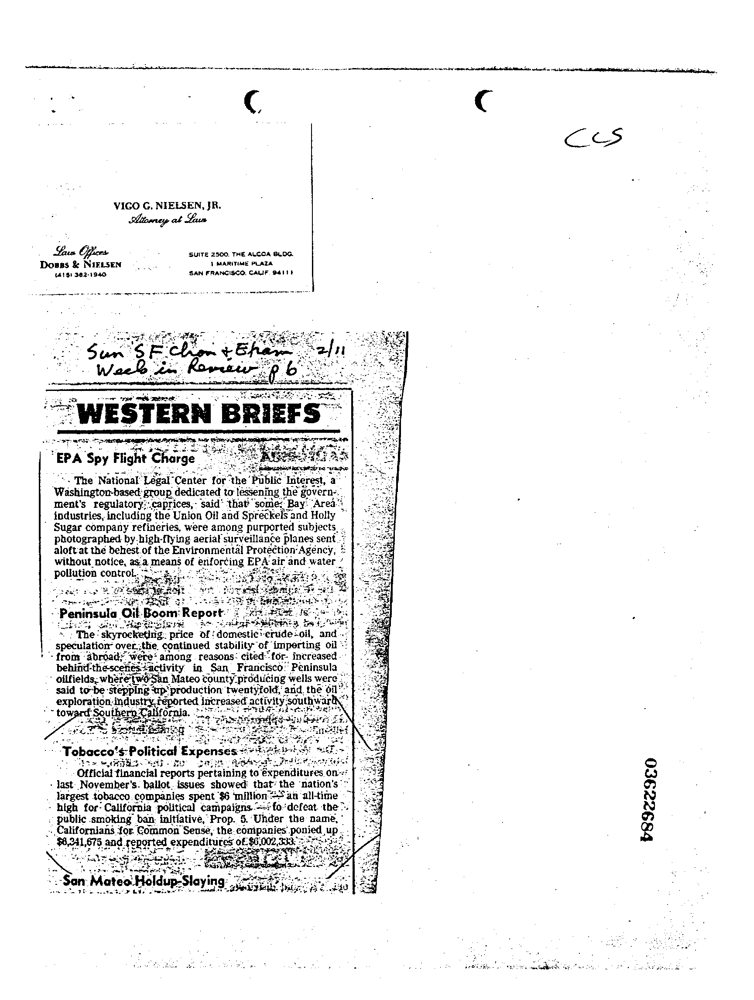 CCS
VIGO G. NIELSEN, JR.
Attorney at Law
Law Offices
DOBBS & NIELSEN
(415) 362-1940
SUITE 2500, THE ALCOA BLDG.
1 MARITIME PLAZA
SAN FRANCISCO, CALIF. 94111
Sun SF Chron + Exam 2/11
Week in Review p 6
WESTERN BRIEFS
EPA Spy Flight Charge
The National Legal Center for the Public Interest, a
Washington-based group dedicated to lessening the govern-
ment's regulatory caprices, said that some Bay Area
industries, including the Union Oil and Spreckels and Holly
Sugar company refineries, were among purported subjects
photographed by high-flying aerial surveillance planes sent
aloft at the behest of the Environmental Protection Agency,
without notice, as a means of enforcing EPA air and water
pollution control.
Peninsula Oil Boom Report
The skyrocketing price of domestic crude oil, and
speculation over the continued stability of importing oil
from abroad, were among reasons cited for increased
behind-the-scenes activity in San Francisco Peninsula
oilfields, where two San Mateo county producing wells were
said to be stepping up production twentyfold, and the oil
exploration industry reported increased activity southward
toward Southern California.
Tobacco's Political Expenses
Official financial reports pertaining to expenditures on
last November's ballot issues showed that the nation's
largest tobacco companies spent $6 million — an all-time
high for California political campaigns — to defeat the
public smoking ban initiative, Prop. 5. Under the name,
Californians for Common Sense, the companies ponied up
$6,341,675 and reported expenditures of $6,002,333.
San Mateo Holdup Slaying
03622684